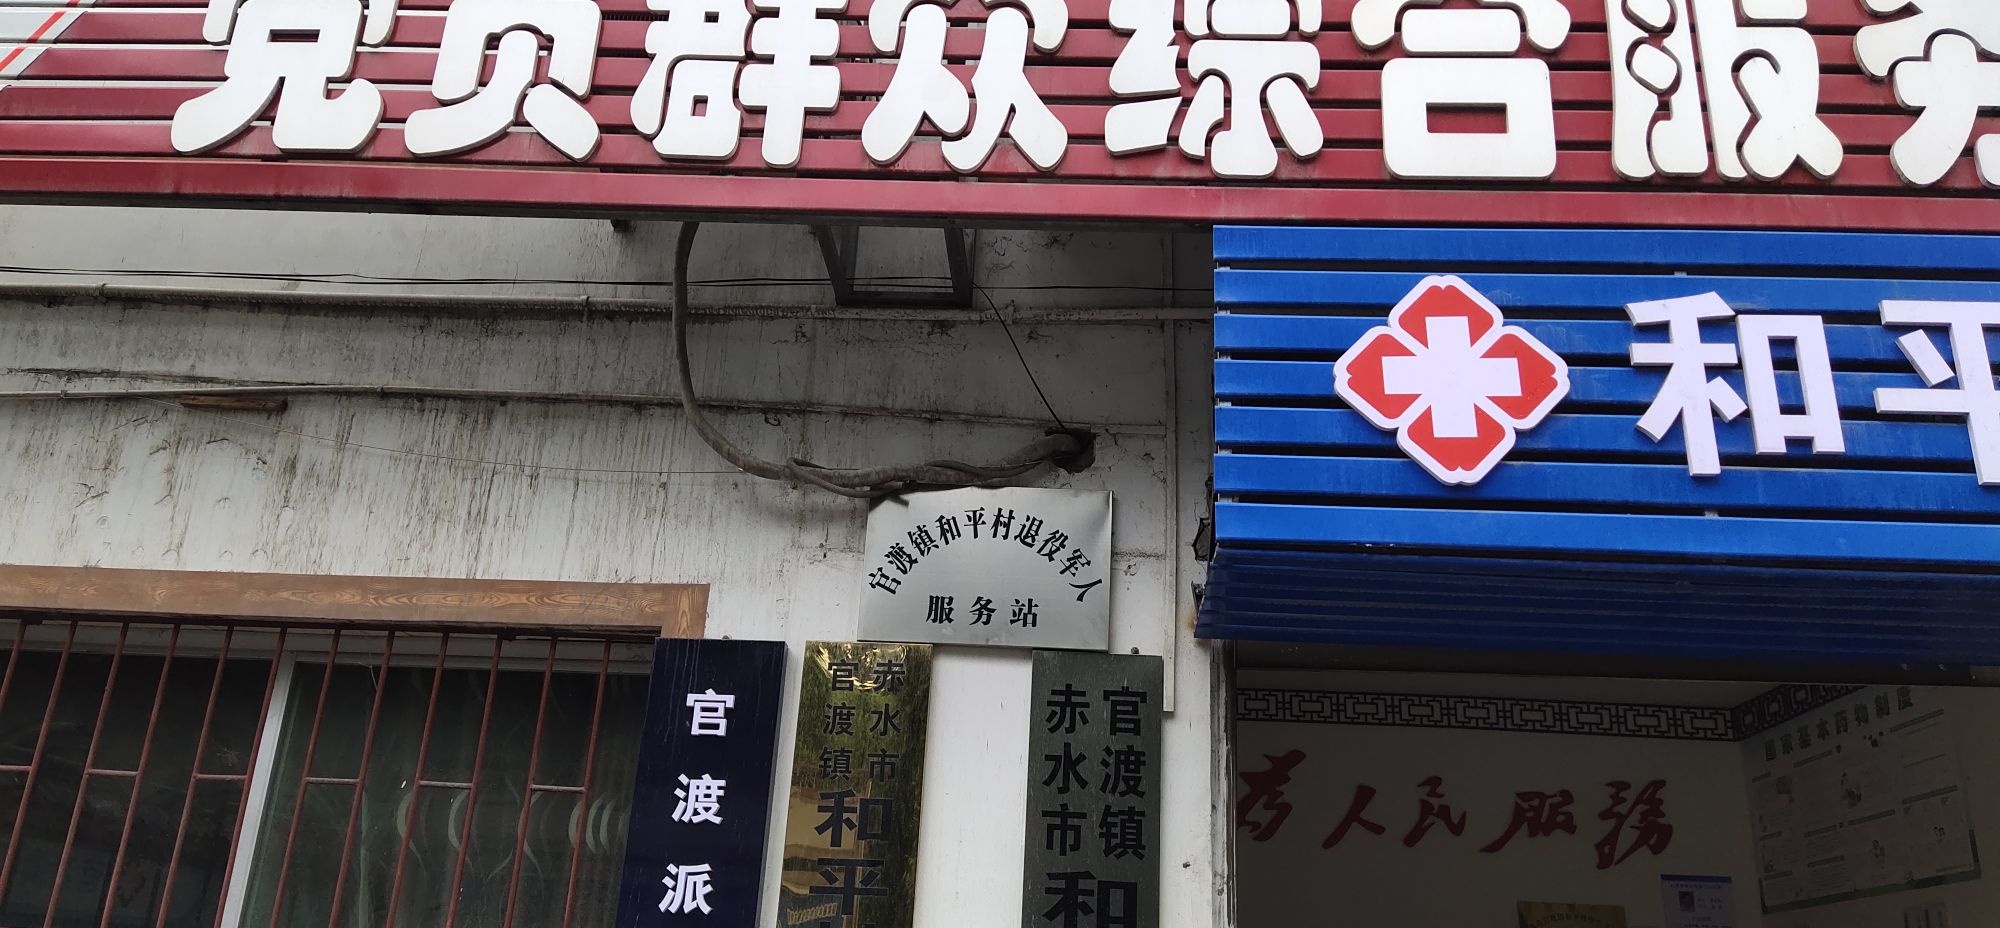 党员群众综合服务
和平
官渡镇和平村退役军人
服务站
官渡派
赤水市
官渡镇
和平
官渡镇
赤水市
和
为人民服务
国家基本药物制度